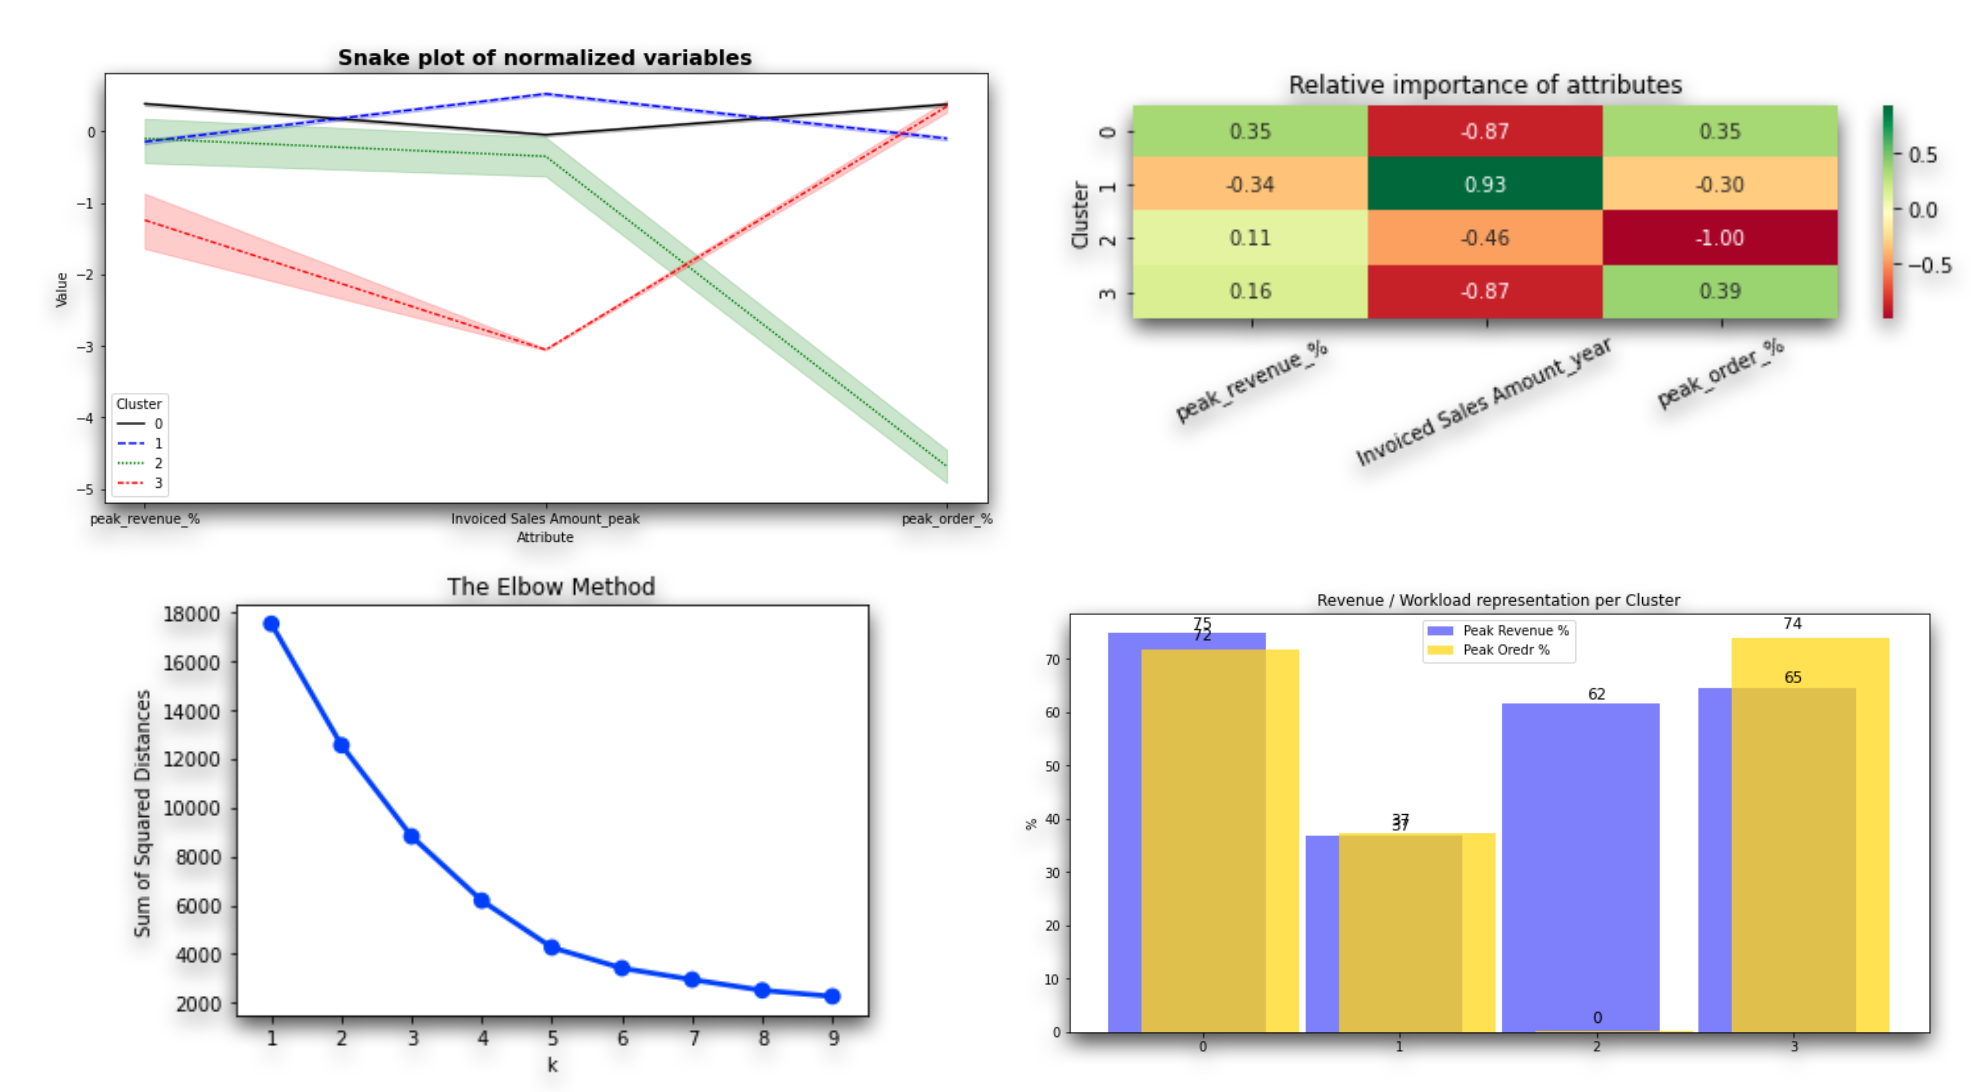 Snake plot of normalized variables
0
−1
−2
−3
−4
−5
Value
Cluster
0
1
2
3
peak_revenue_%
Invoiced Sales Amount_peak
peak_order_%
Attribute
Relative importance of attributes
Cluster
0
0.35
-0.87
0.35
1
-0.34
0.93
-0.30
2
0.11
-0.46
-1.00
3
0.16
-0.87
0.39
0.5
0.0
−0.5
peak_revenue_%
Invoiced Sales Amount_year
peak_order_%
The Elbow Method
18000
16000
14000
12000
10000
8000
6000
4000
2000
Sum of Squared Distances
1 2 3 4 5 6 7 8 9
k
Revenue / Workload representation per Cluster
Peak Revenue %
Peak Oredr %
75
72
37
37
62
0
74
65
70
60
50
40
30
20
10
0
%
0 1 2 3